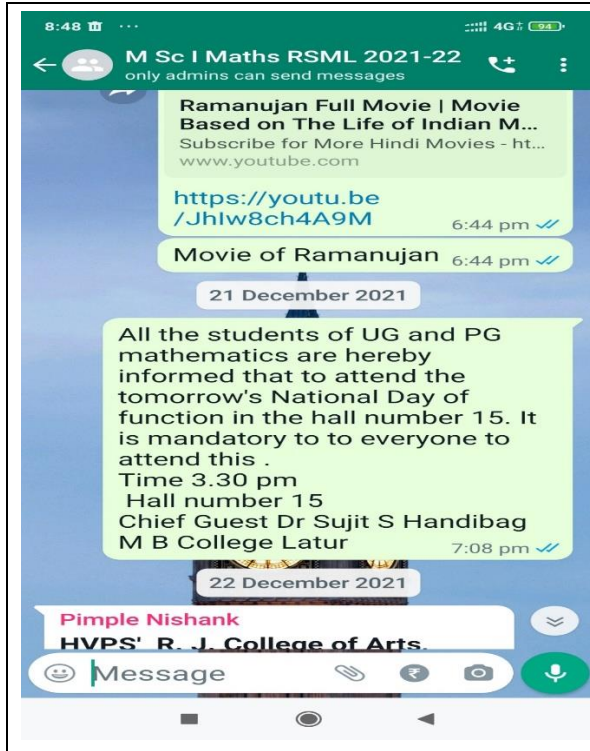 8:48 ... 4G 94
M Sc I Maths RSML 2021-22
only admins can send messages
Ramanujan Full Movie | Movie
Based on The Life of Indian M...
Subscribe for More Hindi Movies - ht...
www.youtube.com
https://youtu.be
/JhIw8ch4A9M 6:44 pm
Movie of Ramanujan 6:44 pm
21 December 2021
All the students of UG and PG
mathematics are hereby
informed that to attend the
tomorrow's National Day of
function in the hall number 15. It
is mandatory to to everyone to
attend this .
Time 3.30 pm
Hall number 15
Chief Guest Dr Sujit S Handibag
M B College Latur 7:08 pm
22 December 2021
Pimple Nishank
HVPS' R. J. College of Arts,
Message ₹